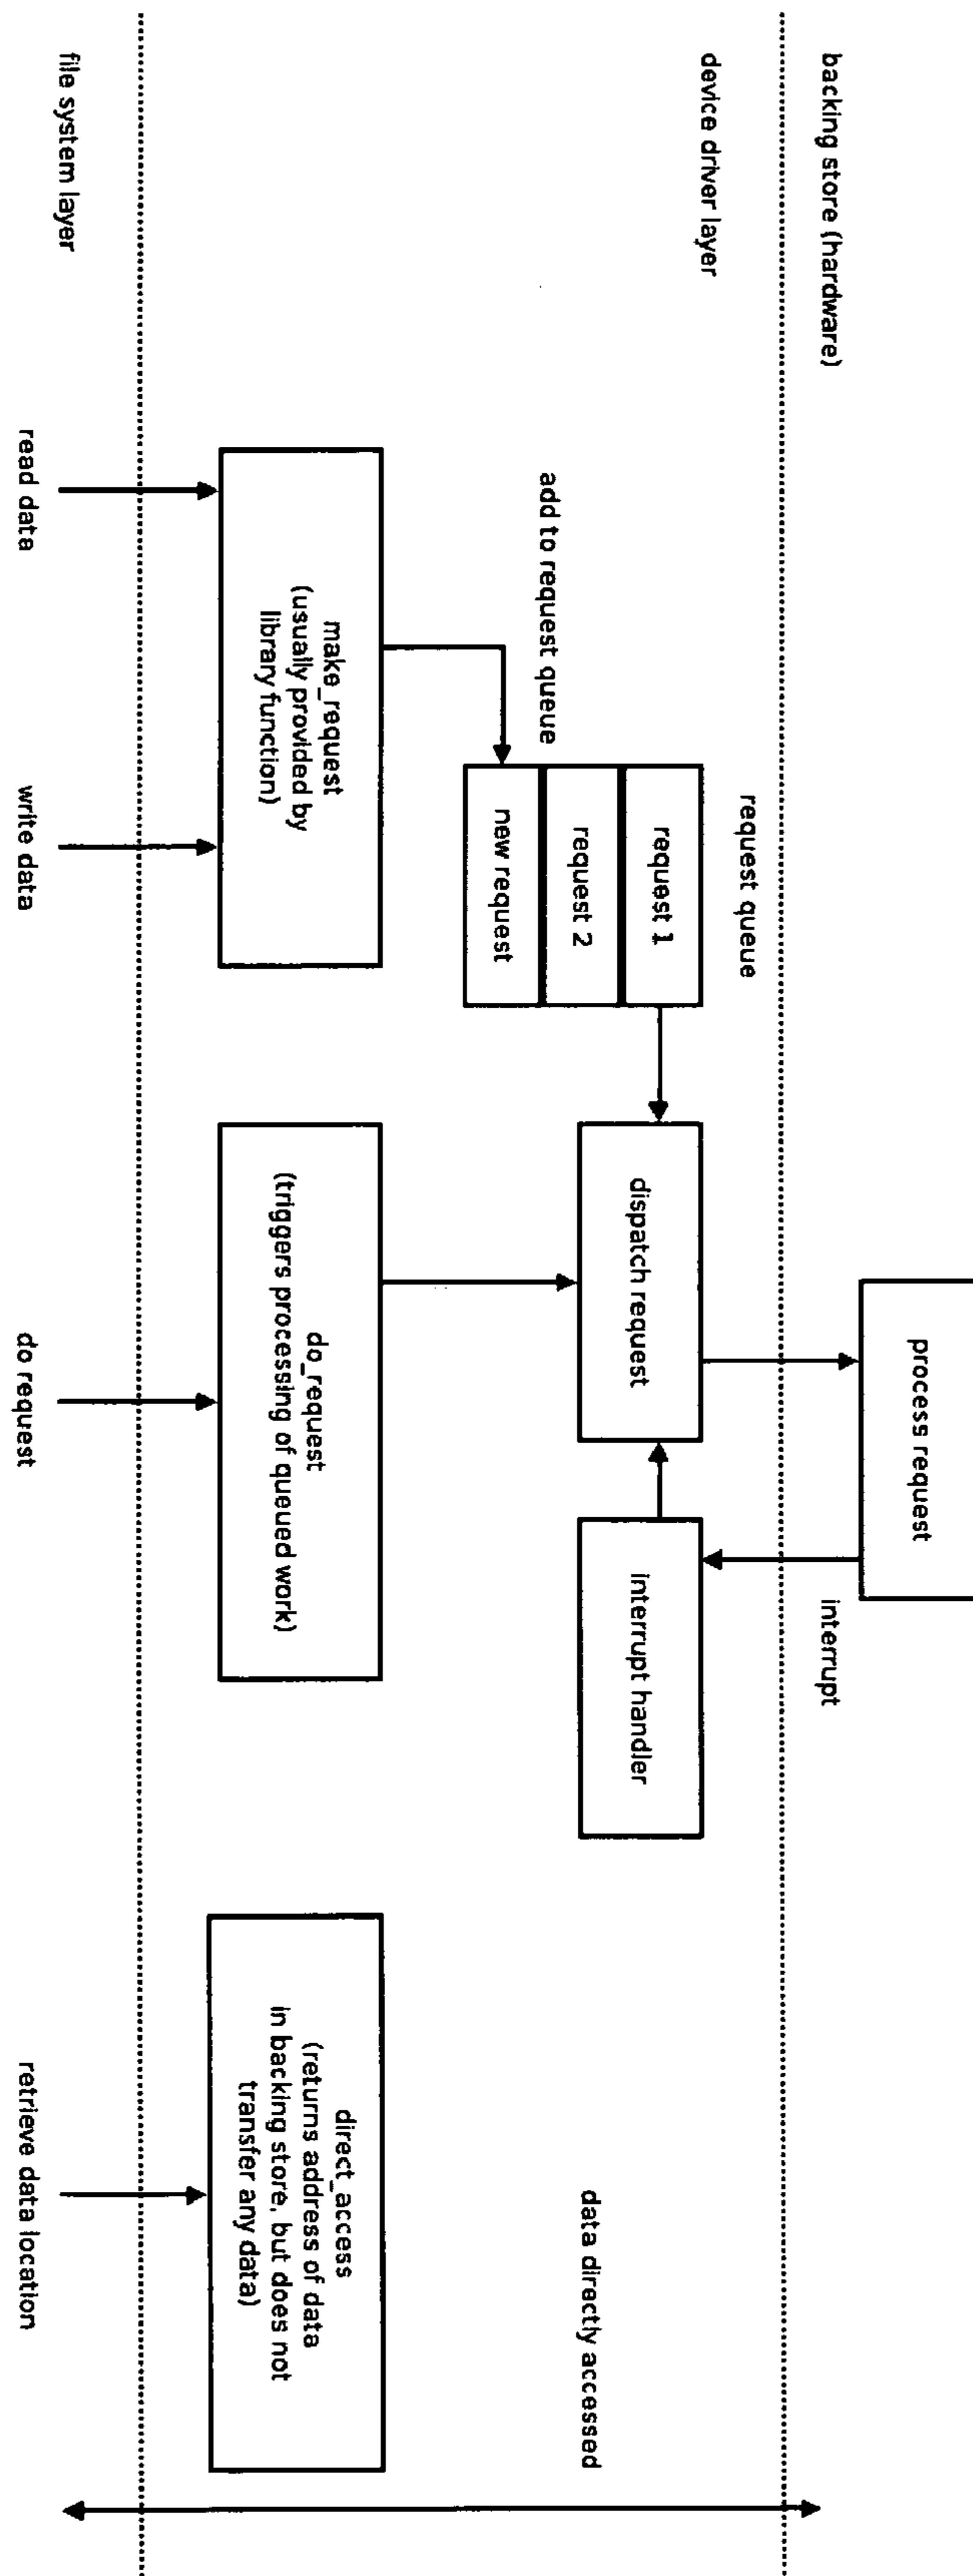 process request
backing store (hardware)
interrupt
request queue
device driver layer
request 1
request 2
new request
dispatch request
interrupt handler
add to request queue
data directly accessed
make_request
(usually provided by
library function)
do_request
(triggers processing of queued work)
direct_access
(returns address of data
in backing store, but does not
transfer any data)
file system layer
read data
write data
do request
retrieve data location